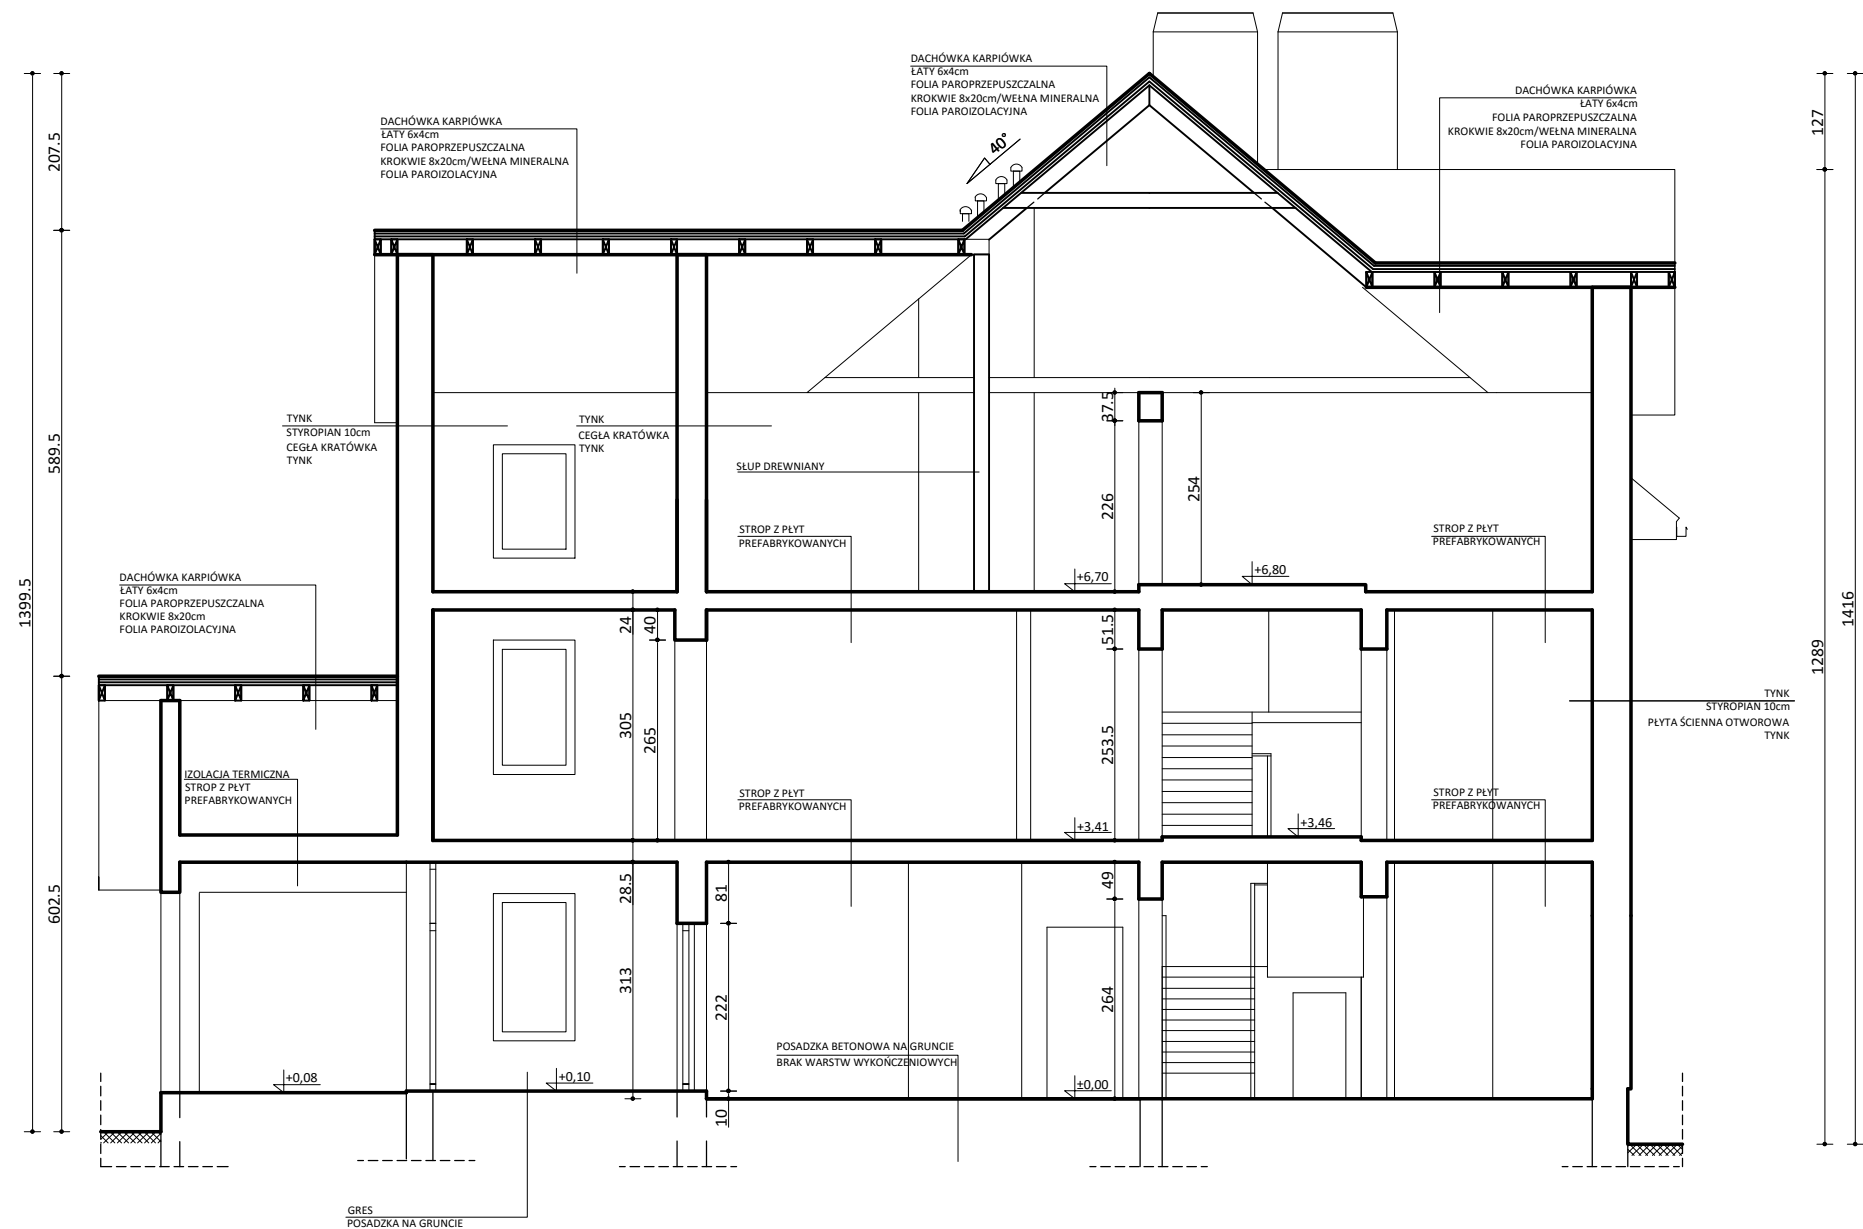 DACHÓWKA KARPIÓWKA
ŁATY 6x4cm
FOLIA PAROPRZEPUSZCZALNA
KROKWIE 8x20cm/WEŁNA MINERALNA
FOLIA PAROIZOLACYJNA
DACHÓWKA KARPIÓWKA
ŁATY 6x4cm
FOLIA PAROPRZEPUSZCZALNA
KROKWIE 8x20cm/WEŁNA MINERALNA
FOLIA PAROIZOLACYJNA
DACHÓWKA KARPIÓWKA
ŁATY 6x4cm
FOLIA PAROPRZEPUSZCZALNA
KROKWIE 8x20cm/WEŁNA MINERALNA
FOLIA PAROIZOLACYJNA
40°
207.5
127
589.5
1399.5
602.5
1289
1416
TYNK
STYROPIAN 10cm
CEGŁA KRATÓWKA
TYNK
TYNK
CEGŁA KRATÓWKA
TYNK
SŁUP DREWNIANY
37.5
226
254
STROP Z PŁYT
PREFABRYKOWANYCH
STROP Z PŁYT
PREFABRYKOWANYCH
+6,70
+6,80
DACHÓWKA KARPIÓWKA
ŁATY 6x4cm
FOLIA PAROPRZEPUSZCZALNA
KROKWIE 8x20cm
FOLIA PAROIZOLACYJNA
24
40
51.5
305
265
253.5
TYNK
STYROPIAN 10cm
PŁYTA ŚCIENNA OTWOROWA
TYNK
IZOLACJA TERMICZNA
STROP Z PŁYT
PREFABRYKOWANYCH
STROP Z PŁYT
PREFABRYKOWANYCH
STROP Z PŁYT
PREFABRYKOWANYCH
+3,41
+3,46
28.5
81
49
313
222
264
POSADZKA BETONOWA NA GRUNCIE
BRAK WARSTW WYKOŃCZENIOWYCH
+0,08
+0,10
±0,00
10
GRES
POSADZKA NA GRUNCIE